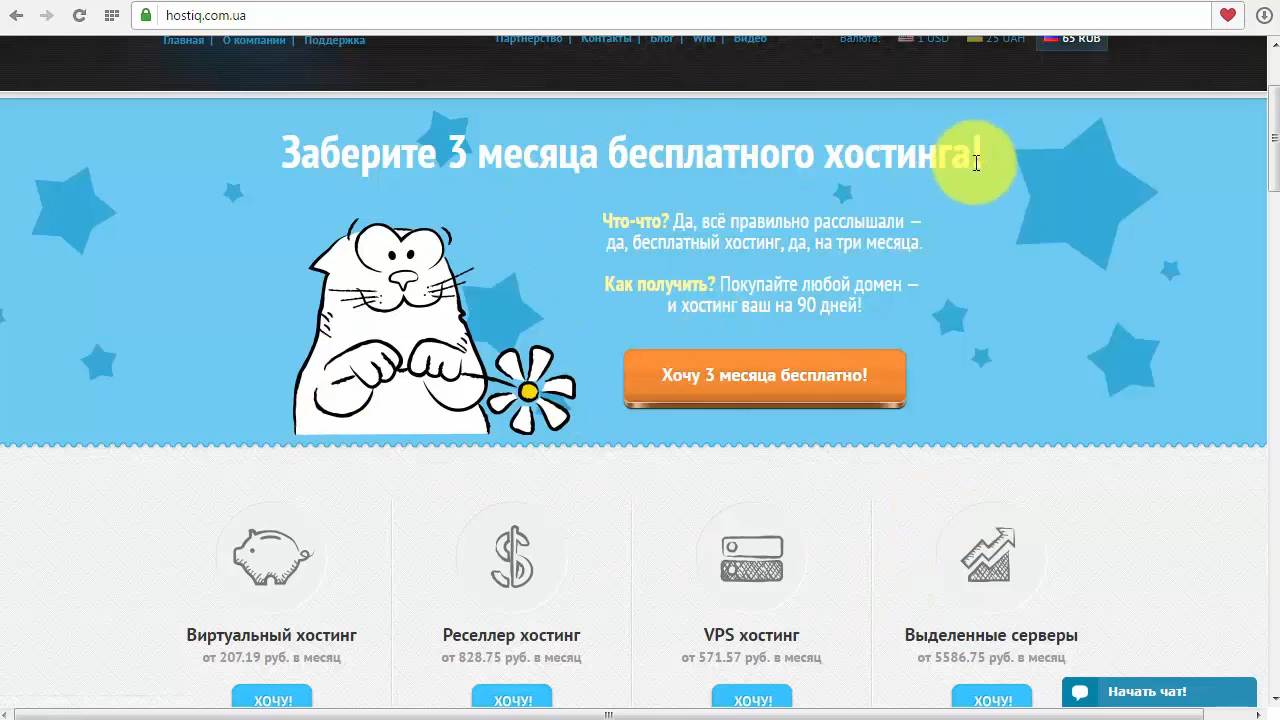 hostiq.com.ua
Главная | О компании | Поддержка
Партнёрство | Контакты | Блог | Wiki | Видео
Валюта: 1 USD 25 UAH 65 RUB
Заберите 3 месяца бесплатного хостинга!
Что-что? Да, всё правильно расслышали —
да, бесплатный хостинг, да, на три месяца.
Как получить? Покупайте любой домен —
и хостинг ваш на 90 дней!
Хочу 3 месяца бесплатно!
Виртуальный хостинг
от 207.19 руб. в месяц
ХОЧУ!
Реселлер хостинг
от 828.75 руб. в месяц
ХОЧУ!
VPS хостинг
от 571.57 руб. в месяц
ХОЧУ!
Выделенные серверы
от 5586.75 руб. в месяц
ХОЧУ!
Начать чат!